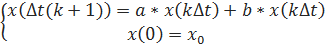 x(Δt(k + 1)) = a * x(kΔt) + b * x(kΔt)
x(0) = x₀